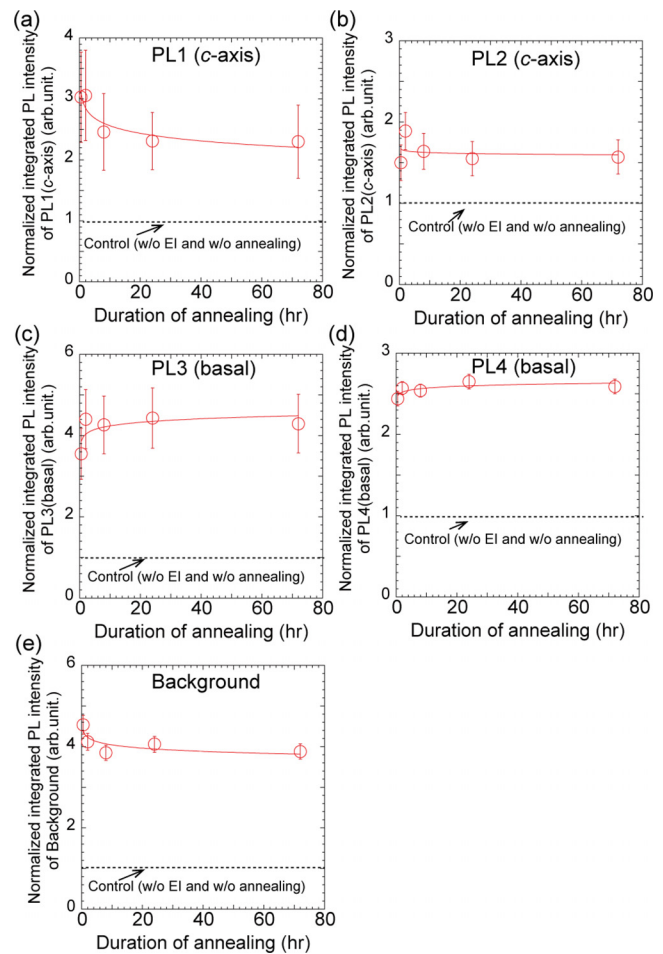 (a)
PL1 (c-axis)
Normalized integrated PL intensity
of PL1(c-axis) (arb.unit.)
4
3
2
1
0
Control (w/o EI and w/o annealing)
0 20 40 60 80
Duration of annealing (hr)
(b)
PL2 (c-axis)
Normalized integrated PL intensity
of PL2(c-axis) (arb.unit.)
3
2
1
0
Control (w/o EI and w/o annealing)
0 20 40 60 80
Duration of annealing (hr)
(c)
PL3 (basal)
Normalized integrated PL intensity
of PL3(basal) (arb.unit.)
6
4
2
0
Control (w/o EI and w/o annealing)
0 20 40 60 80
Duration of annealing (hr)
(d)
PL4 (basal)
Normalized integrated PL intensity
of PL4(basal) (arb.unit.)
3
2
1
0
Control (w/o EI and w/o annealing)
0 20 40 60 80
Duration of annealing (hr)
(e)
Background
Normalized integrated PL intensity
of Background (arb.unit.)
6
4
2
0
Control (w/o EI and w/o annealing)
0 20 40 60 80
Duration of annealing (hr)